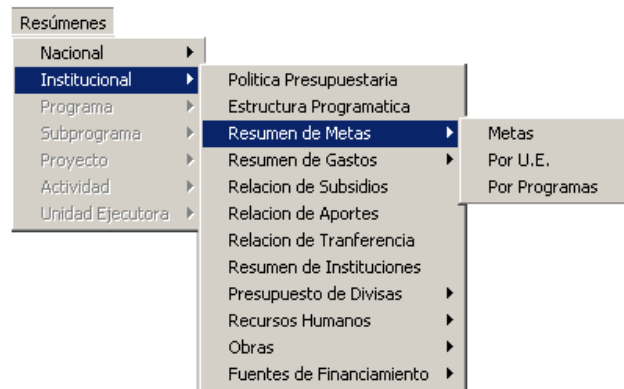 Resúmenes
Nacional
Institucional
Programa
Subprograma
Proyecto
Actividad
Unidad Ejecutora
Politica Presupuestaria
Estructura Programatica
Resumen de Metas
Resumen de Gastos
Relacion de Subsidios
Relacion de Aportes
Relacion de Tranferencia
Resumen de Instituciones
Presupuesto de Divisas
Recursos Humanos
Obras
Fuentes de Financiamiento
Metas
Por U.E.
Por Programas